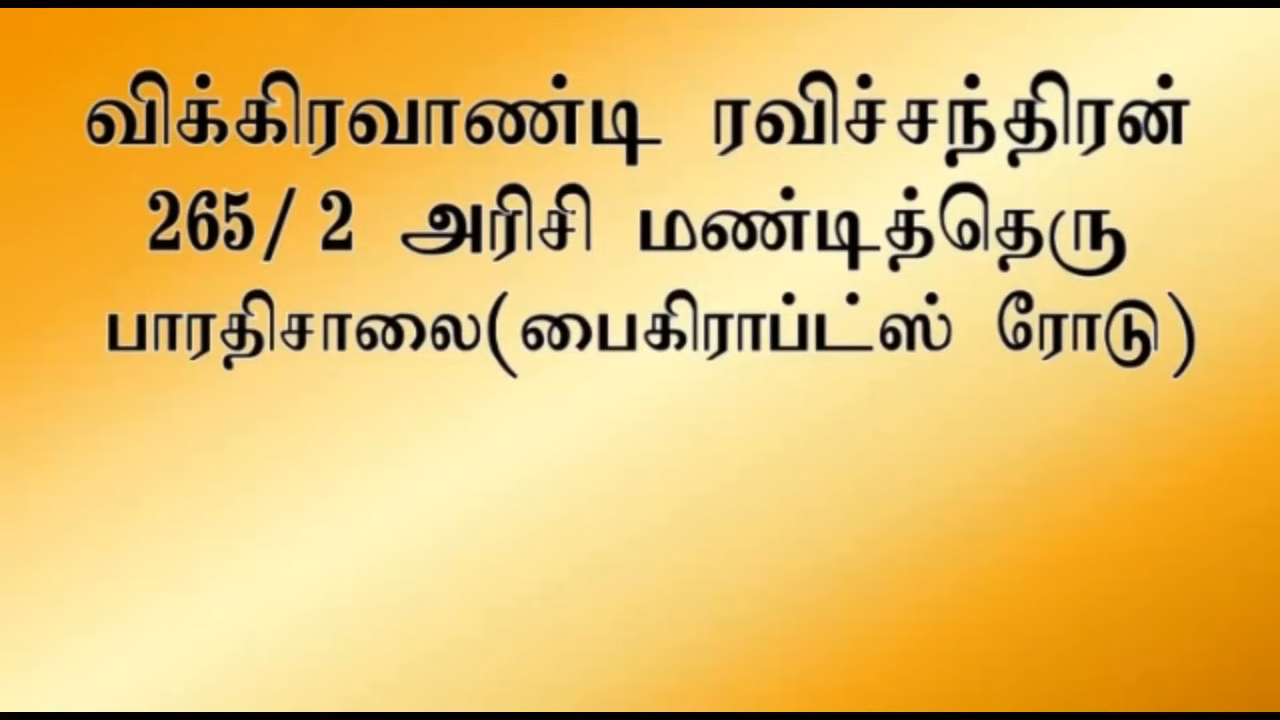 விக்கிரவாண்டி ரவிச்சந்திரன்
265/ 2 அரிசி மண்டித்தெரு
பாரதிசாலை(பைகிராப்ட்ஸ் ரோடு)